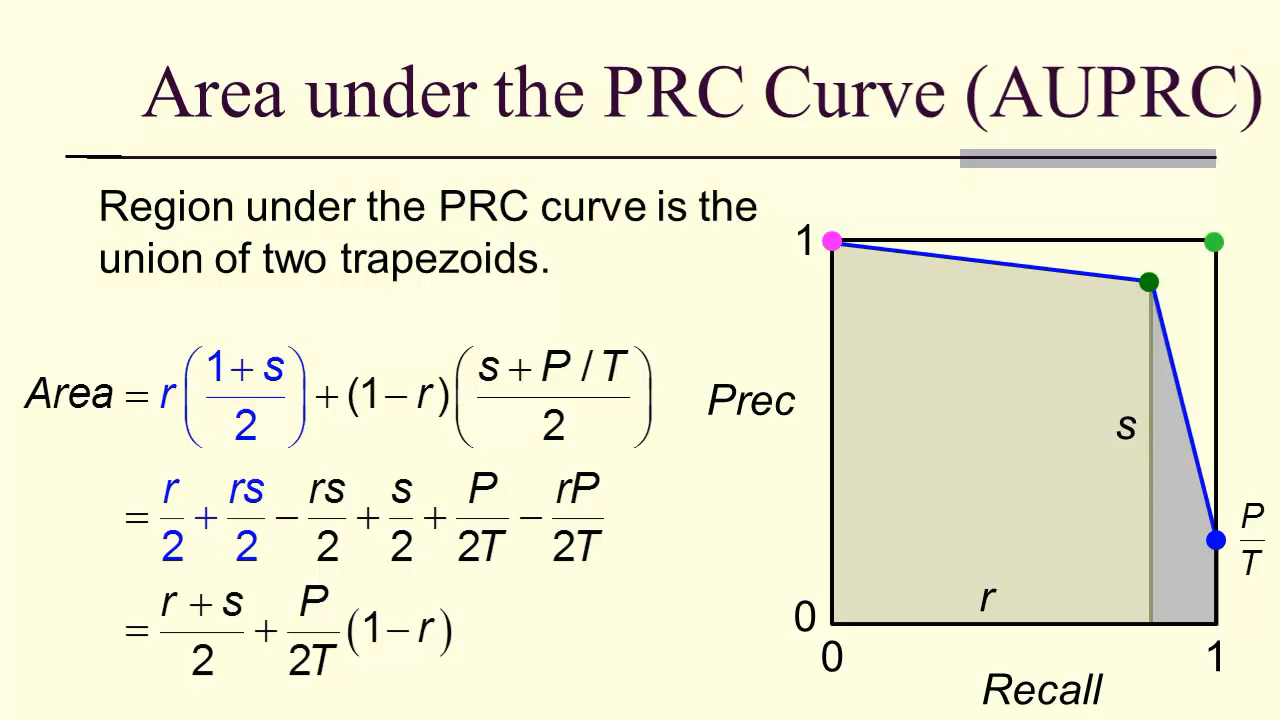 Area under the PRC Curve (AUPRC)
Region under the PRC curve is the
union of two trapezoids.
Area = r((1 + s)/2) + (1 − r)((s + P / T)/2)
= r/2 + rs/2 − rs/2 + s/2 + P/2T − rP/2T
= (r + s)/2 + P/2T (1 − r)
1
Prec
s
P/T
r
0
0 1
Recall